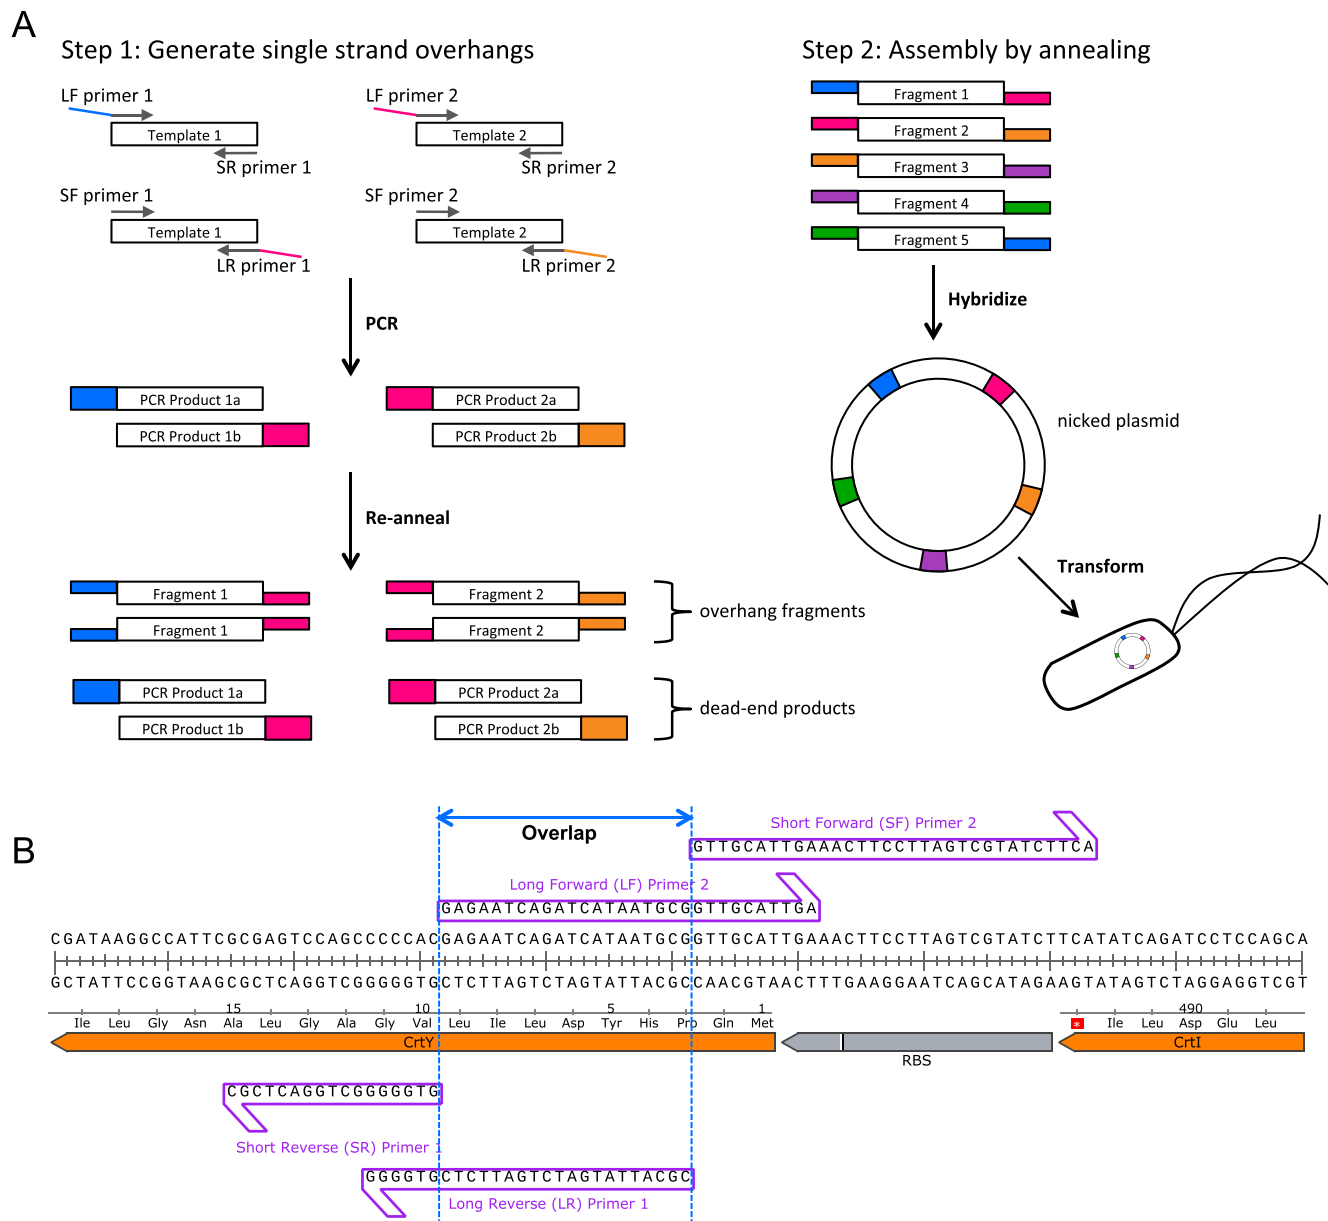 A
Step 1: Generate single strand overhangs
Step 2: Assembly by annealing
LF primer 1
LF primer 2
Template 1
Template 2
SR primer 1
SR primer 2
SF primer 1
SF primer 2
Template 1
Template 2
LR primer 1
LR primer 2
PCR
PCR Product 1a
PCR Product 2a
PCR Product 1b
PCR Product 2b
Re-anneal
Fragment 1
Fragment 2
Fragment 1
Fragment 2
overhang fragments
PCR Product 1a
PCR Product 2a
PCR Product 1b
PCR Product 2b
dead-end products
Fragment 1
Fragment 2
Fragment 3
Fragment 4
Fragment 5
Hybridize
nicked plasmid
Transform
B
Overlap
Short Forward (SF) Primer 2
GTTGCATTGAAACTTCCTTAGTCGTATCTTCA
Long Forward (LF) Primer 2
GAGAATCAGATCATAATGCGGTTGCATTGA
CGATAAGGCCATTCGCGAGTCCAGCCCCCACGAGAATCAGATCATAATGCGGTTGCATTGAAACTTCCTTAGTCGTATCTTCATATCAGATCCTCCAGCA
GCTATTCCGGTAAGCGCTCAGGTCGGGGGTGCTCTTAGTCTAGTATTACGCCAACGTAACTTTGAAGGAATCAGCATAGAAGTATAGTCTAGGAGGTCGT
15 10 5 1 490
Ile Leu Gly Asn Ala Leu Gly Ala Gly Val Leu Ile Leu Asp Tyr His Pro Gln Met * Ile Leu Asp Glu Leu
CrtY
RBS
CrtI
CGCTCAGGTCGGGGGTG
Short Reverse (SR) Primer 1
GGGGTGCTCTTAGTCTAGTATTACGC
Long Reverse (LR) Primer 1